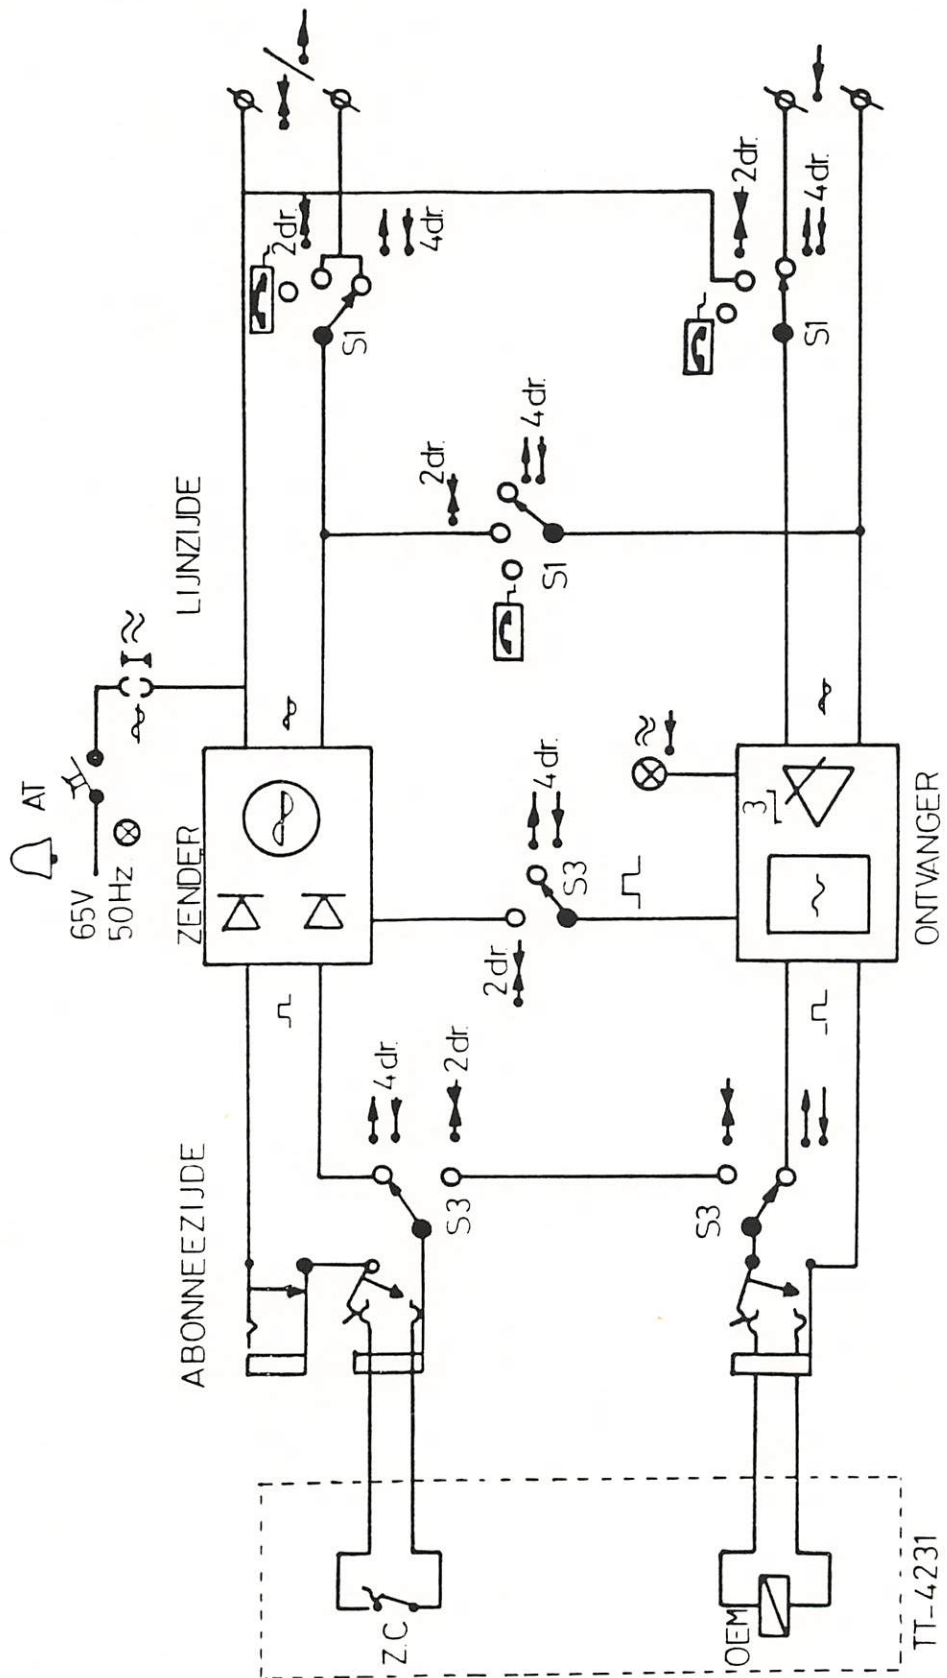 AT
65V
50Hz
ZENDER
LIJNZIJDE
ABONNEEZIJDE
2dr.
4dr.
S1
2dr.
4dr.
S1
2dr.
4dr.
S1
4dr.
S3
2dr.
4dr.
2dr.
S3
S3
3
ONTVANGER
Z.C
OEM
TT-4231